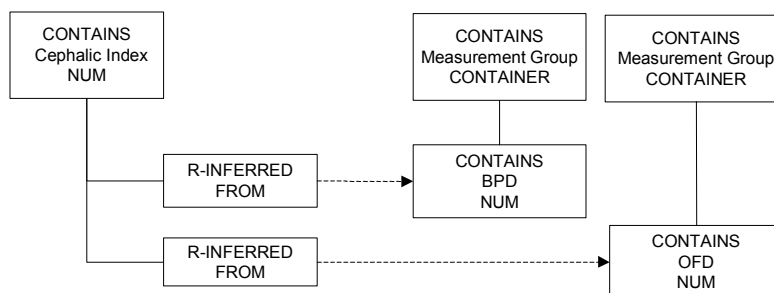 CONTAINS
Cephalic Index
NUM
CONTAINS
Measurement Group
CONTAINER
CONTAINS
Measurement Group
CONTAINER
R-INFERRED
FROM
CONTAINS
BPD
NUM
R-INFERRED
FROM
CONTAINS
OFD
NUM